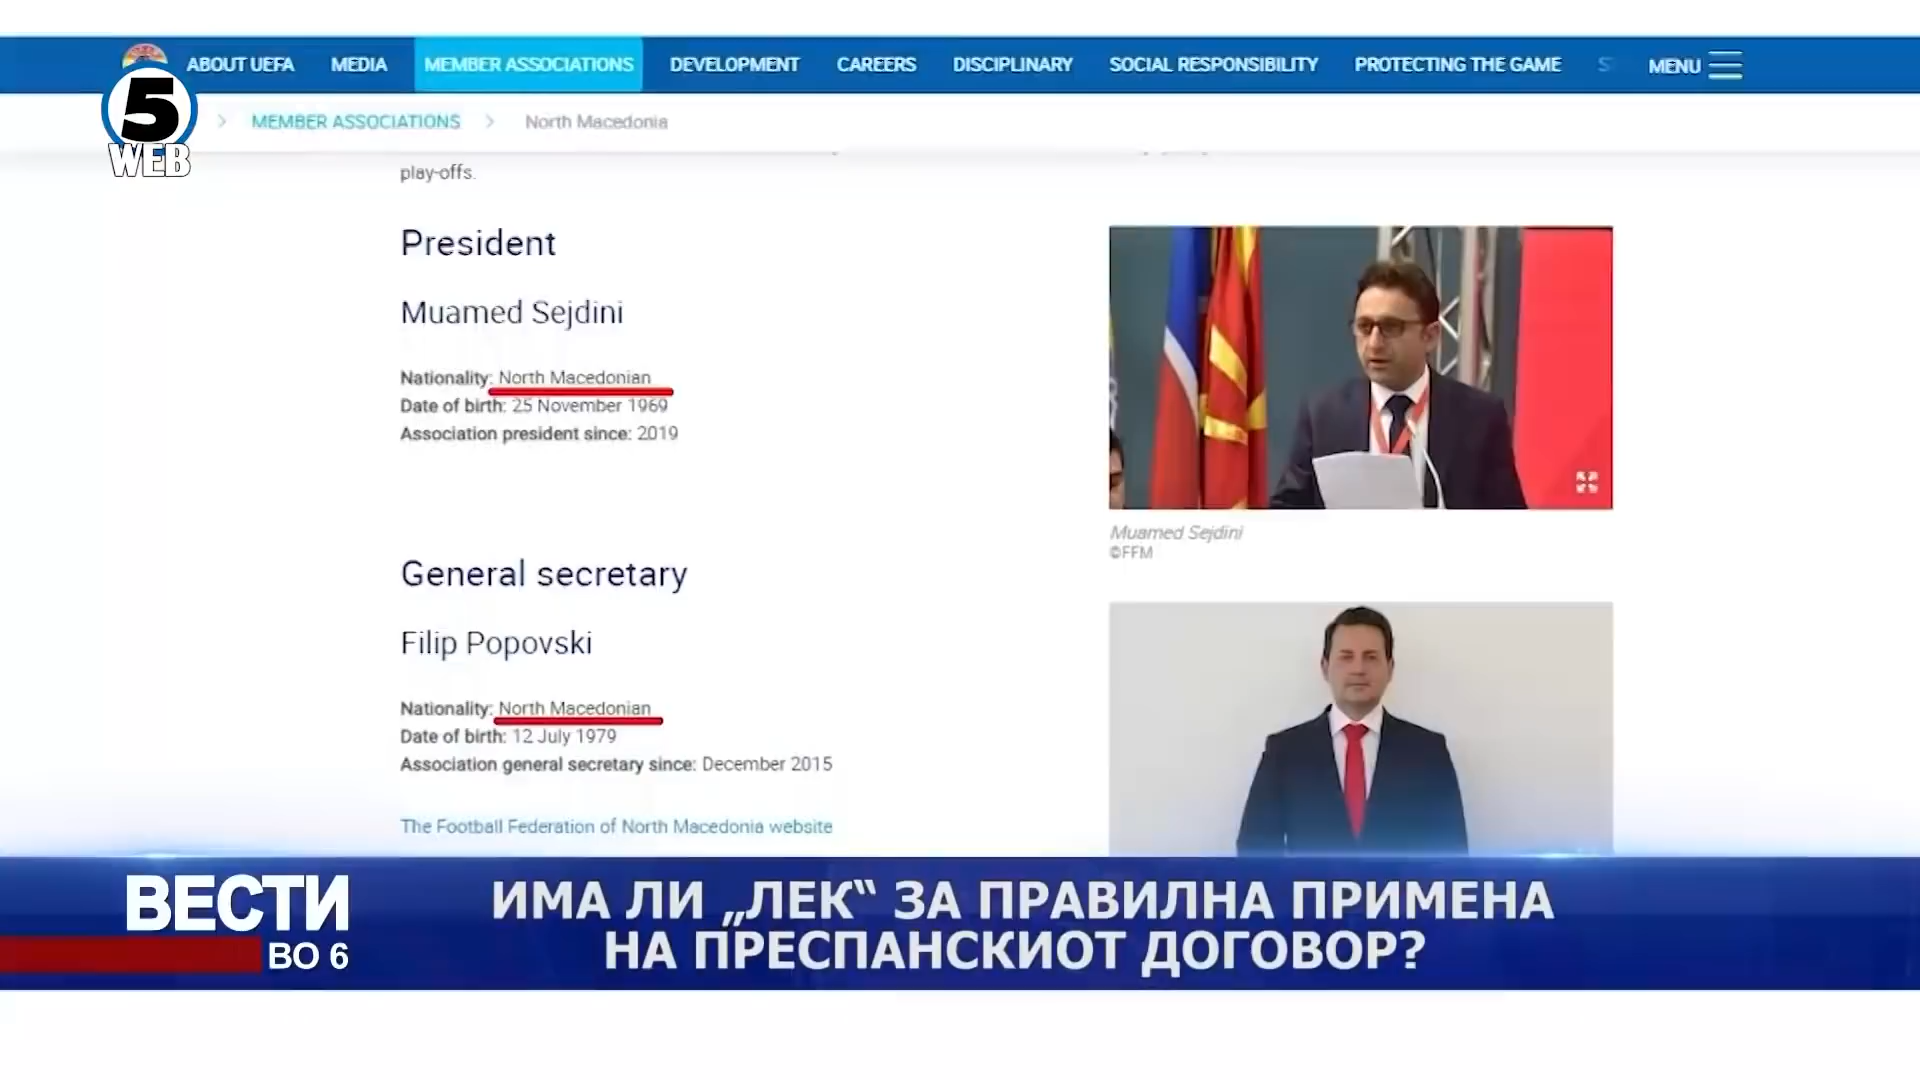 ABOUT UEFA MEDIA MEMBER ASSOCIATIONS DEVELOPMENT CAREERS DISCIPLINARY SOCIAL RESPONSIBILITY PROTECTING THE GAME MENU
5
WEB
MEMBER ASSOCIATIONS > North Macedonia
play-offs.
President
Muamed Sejdini
Nationality: North Macedonian
Date of birth: 25 November 1969
Association president since: 2019
Muamed Sejdini
©FFM
General secretary
Filip Popovski
Nationality: North Macedonian
Date of birth: 12 July 1979
Association general secretary since: December 2015
The Football Federation of North Macedonia website
ВЕСТИ
ВО 6
ИМА ЛИ „ЛЕК“ ЗА ПРАВИЛНА ПРИМЕНА
НА ПРЕСПАНСКИОТ ДОГОВОР?